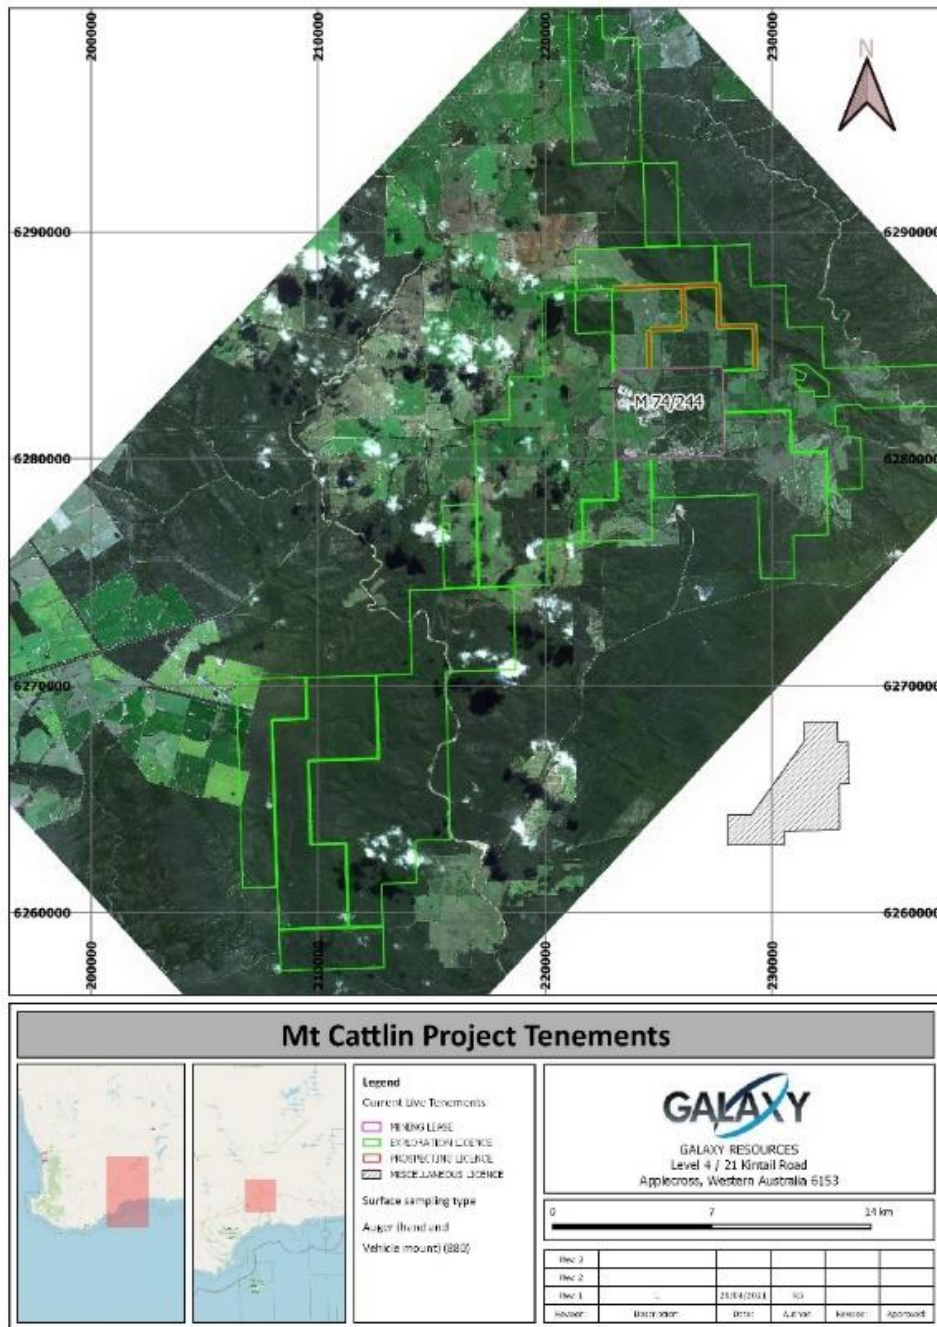 200000 210000 220000 230000
N
6290000 6290000
M 74/244
6280000 6280000
6270000 6270000
6260000 6260000
200000 210000 220000 230000
Mt Cattlin Project Tenements
Legend
Current Live Tenements
MINING LEASE
EXPLORATION LICENCE
PROSPECTING LICENCE
MISCELLANEOUS LICENCE
Surface sampling type
Auger (hand and
Vehicle mount) (880)
GALAXY
GALAXY RESOURCES
Level 4 / 21 Kintail Road
Applecross, Western Australia 6153
0 7 14 km
Rev 3
Rev 2
Rev 1
Revision: Description: Date: Author: Approved: